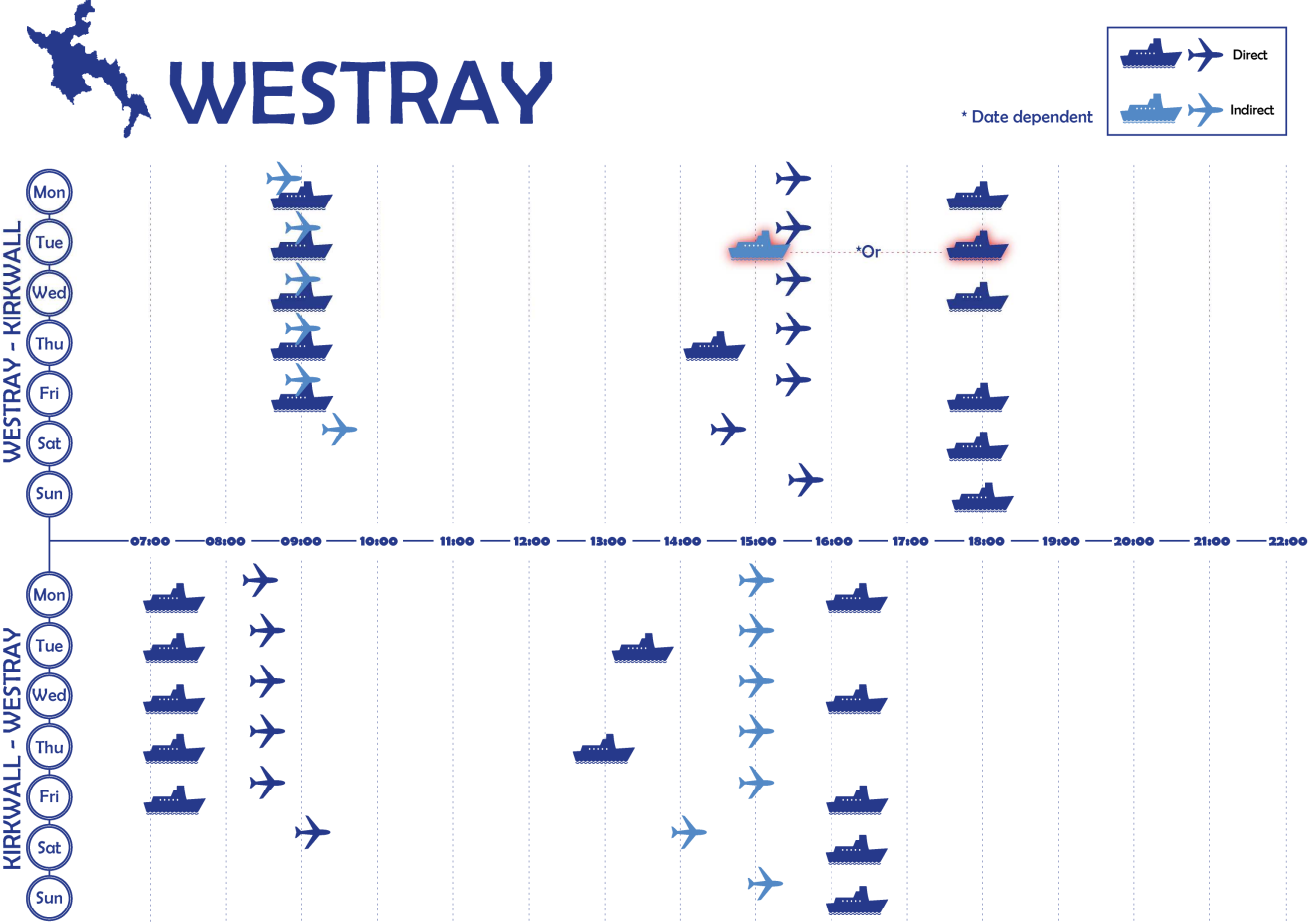 WESTRAY
Direct
Indirect
* Date dependent
WESTRAY - KIRKWALL
Mon
Tue
*Or
Wed
Thu
Fri
Sat
Sun
07:00 08:00 09:00 10:00 11:00 12:00 13:00 14:00 15:00 16:00 17:00 18:00 19:00 20:00 21:00 22:00
KIRKWALL - WESTRAY
Mon
Tue
Wed
Thu
Fri
Sat
Sun